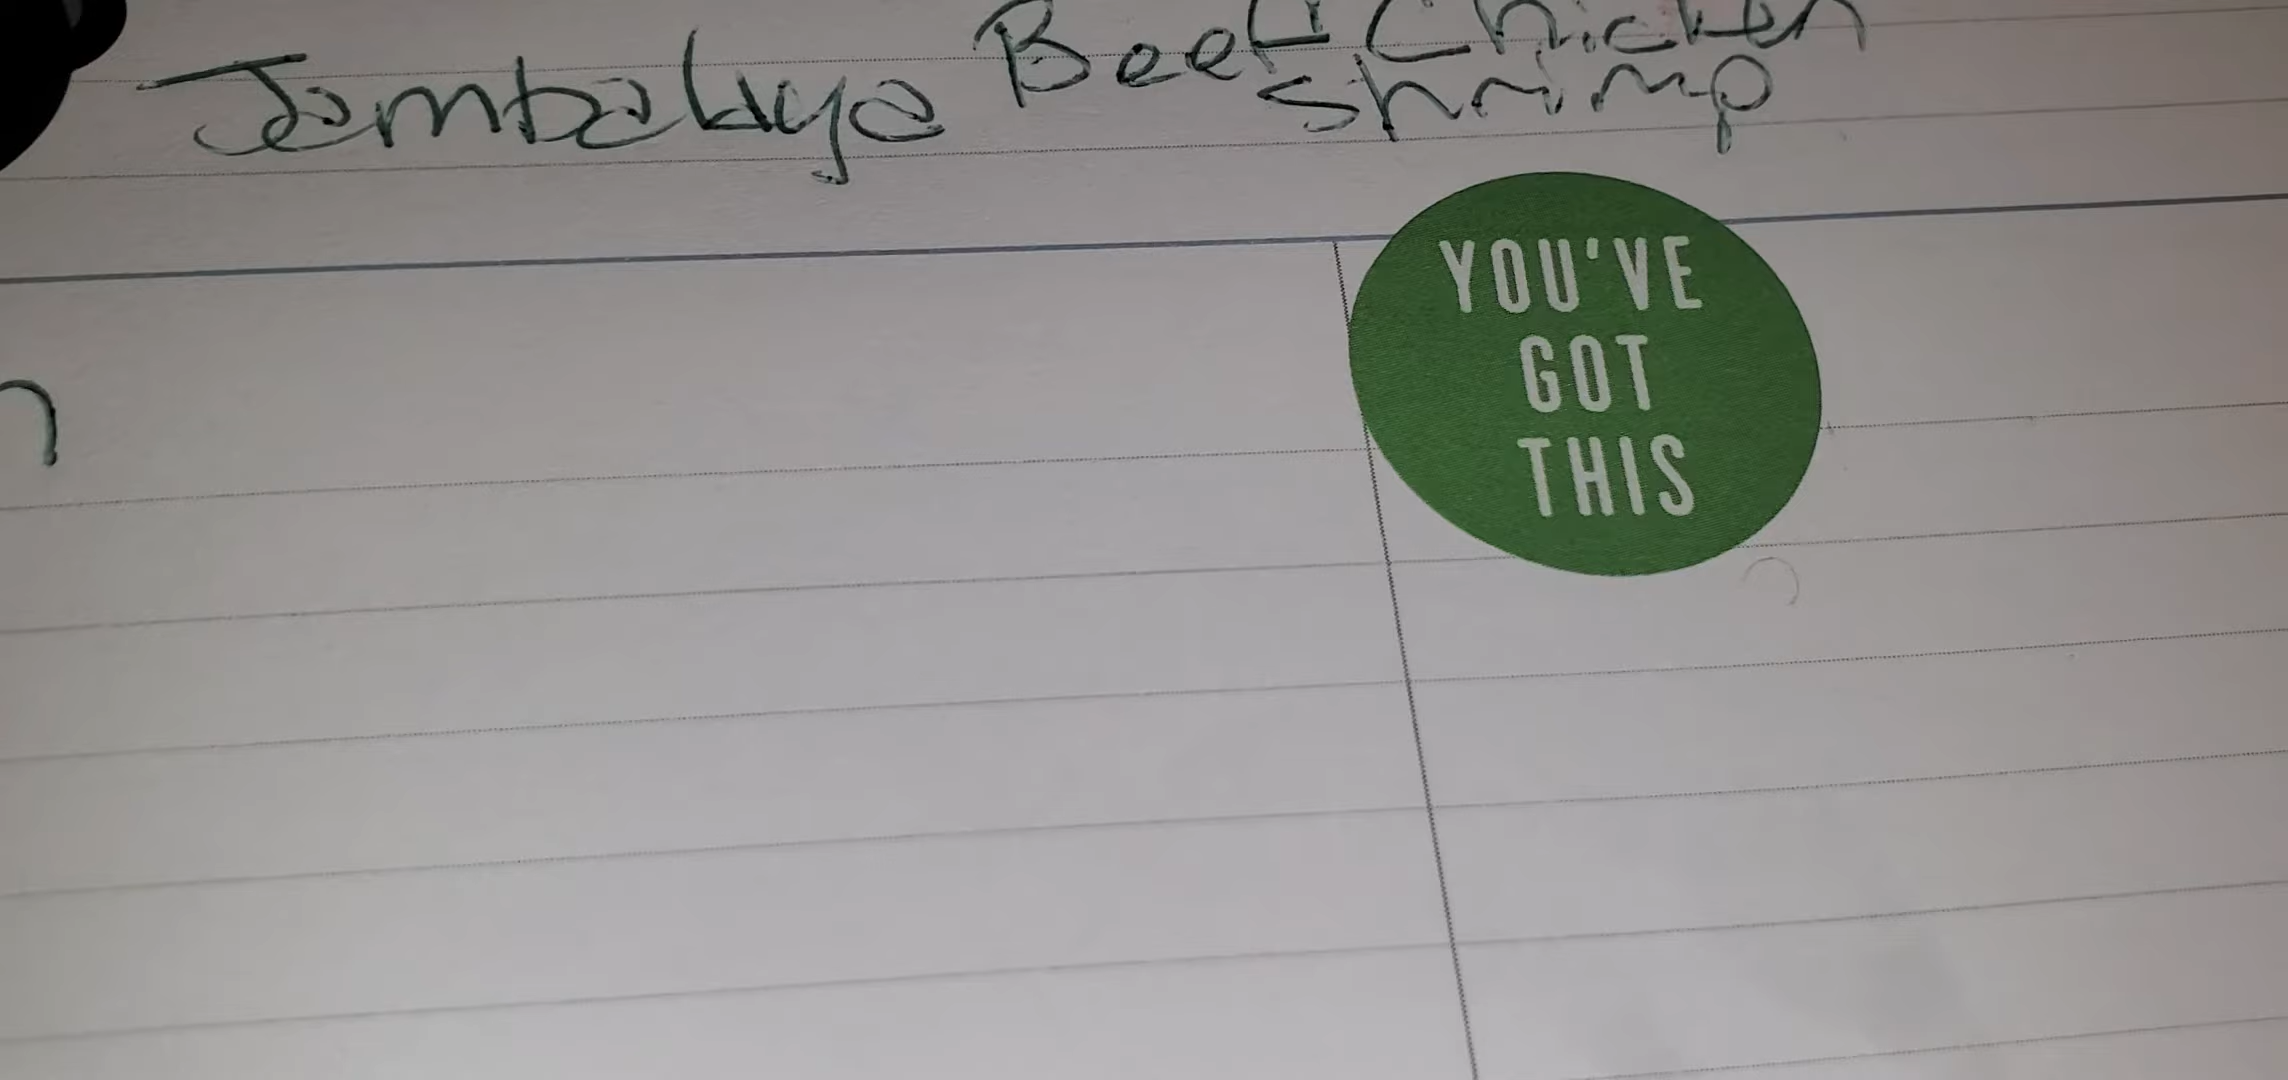 Jambalaya Beef Chicken
Shrimp
YOU'VE
GOT
THIS